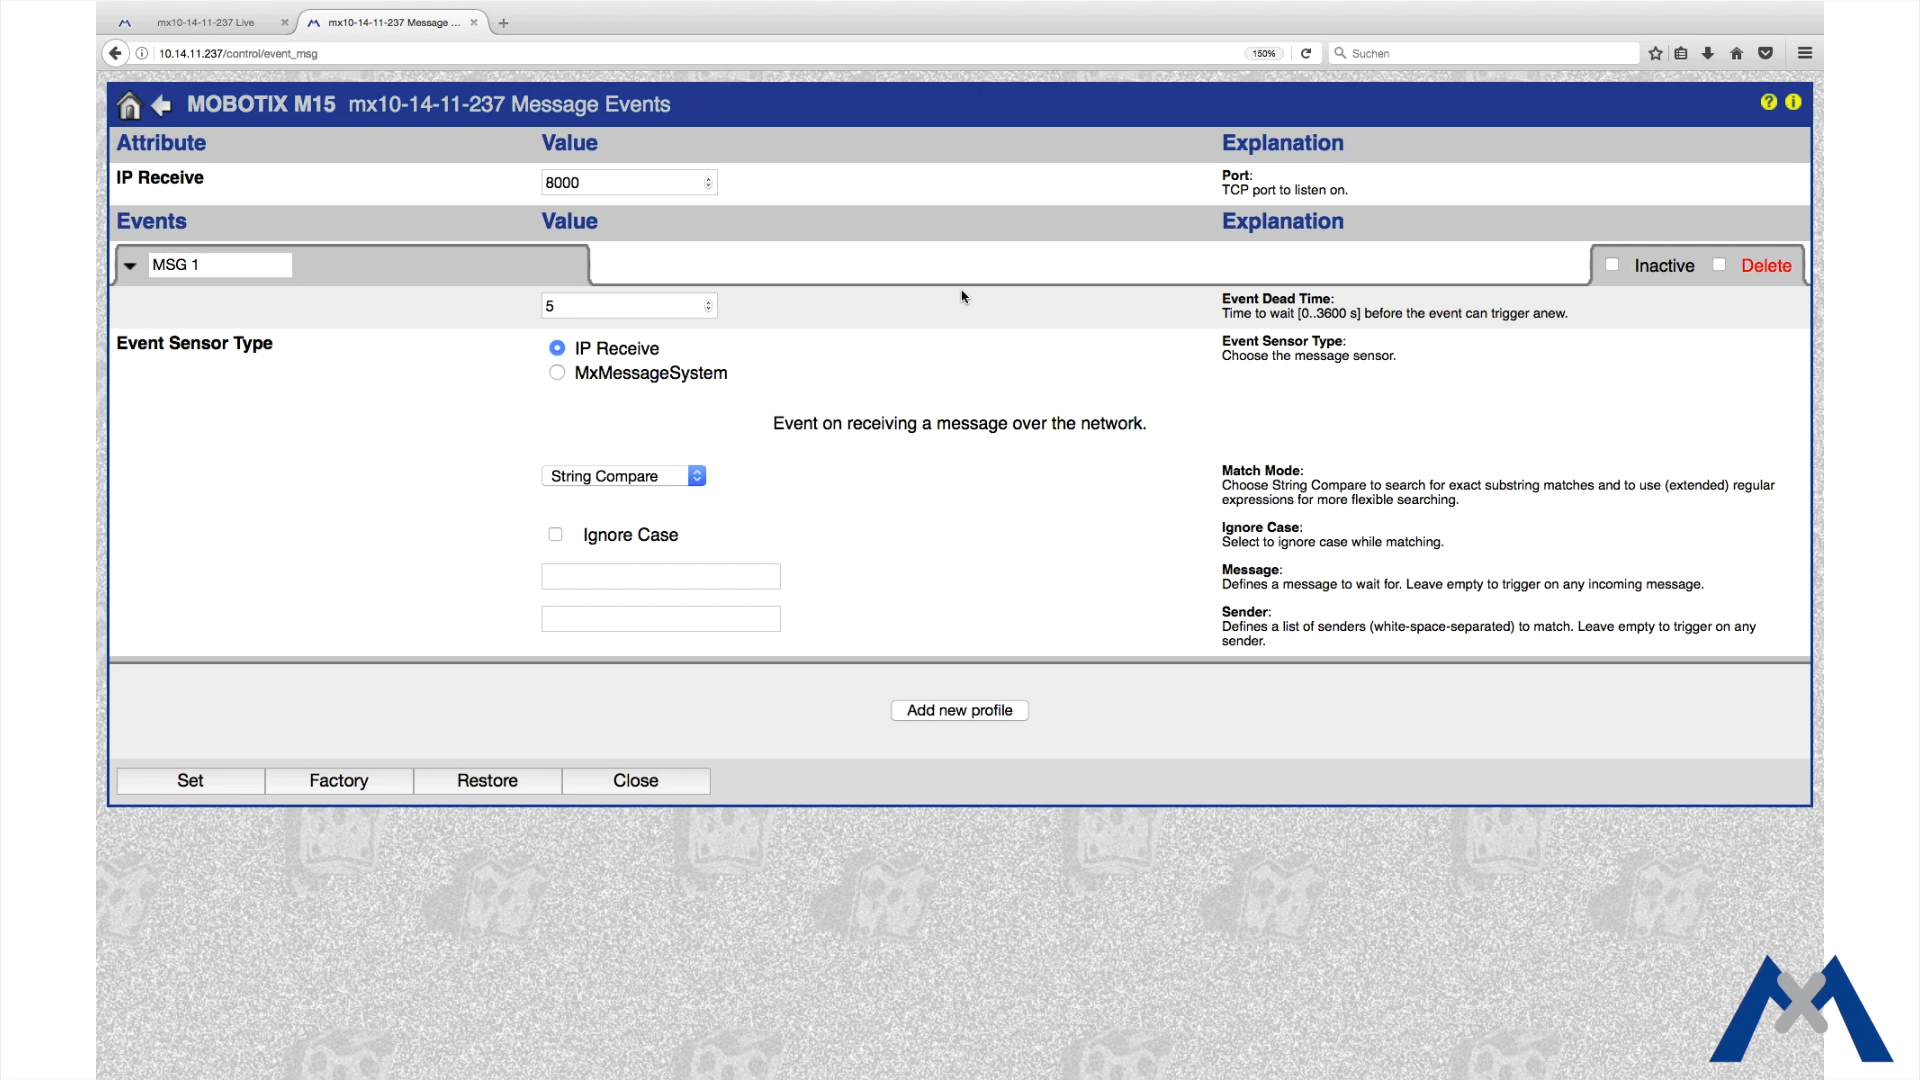 mx10-14-11-237 Live
mx10-14-11-237 Message ...
10.14.11.237/control/event_msg
150%
Suchen
MOBOTIX M15 mx10-14-11-237 Message Events
Attribute Value Explanation
IP Receive 8000 Port:
TCP port to listen on.
Events Value Explanation
MSG 1 Inactive Delete
5 Event Dead Time:
Time to wait [0..3600 s] before the event can trigger anew.
Event Sensor Type IP Receive Event Sensor Type:
MxMessageSystem Choose the message sensor.
Event on receiving a message over the network.
String Compare Match Mode:
Choose String Compare to search for exact substring matches and to use (extended) regular
expressions for more flexible searching.
Ignore Case Ignore Case:
Select to ignore case while matching.
Message:
Defines a message to wait for. Leave empty to trigger on any incoming message.
Sender:
Defines a list of senders (white-space-separated) to match. Leave empty to trigger on any
sender.
Add new profile
Set Factory Restore Close